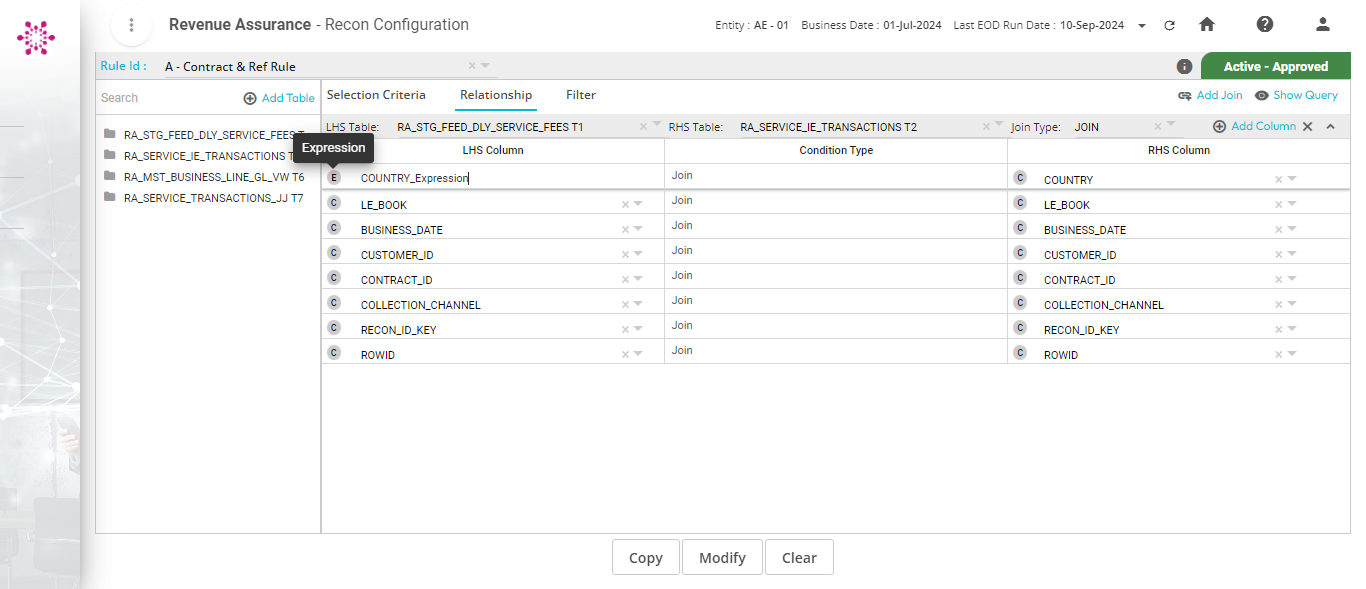 Revenue Assurance - Recon Configuration
Entity : AE - 01 Business Date : 01-Jul-2024 Last EOD Run Date : 10-Sep-2024
Rule Id : A - Contract & Ref Rule
Active - Approved
Search Add Table
Selection Criteria Relationship Filter
Add Join Show Query
RA_STG_FEED_DLY_SERVICE_FEES
RA_SERVICE_IE_TRANSACTIONS
RA_MST_BUSINESS_LINE_GL_VW T6
RA_SERVICE_TRANSACTIONS_JJ T7
Expression
LHS Table: RA_STG_FEED_DLY_SERVICE_FEES T1 RHS Table: RA_SERVICE_IE_TRANSACTIONS T2 Join Type: JOIN Add Column
LHS Column Condition Type RHS Column
E COUNTRY_Expression Join C COUNTRY
C LE_BOOK Join C LE_BOOK
C BUSINESS_DATE Join C BUSINESS_DATE
C CUSTOMER_ID Join C CUSTOMER_ID
C CONTRACT_ID Join C CONTRACT_ID
C COLLECTION_CHANNEL Join C COLLECTION_CHANNEL
C RECON_ID_KEY Join C RECON_ID_KEY
C ROWID Join C ROWID
Copy Modify Clear